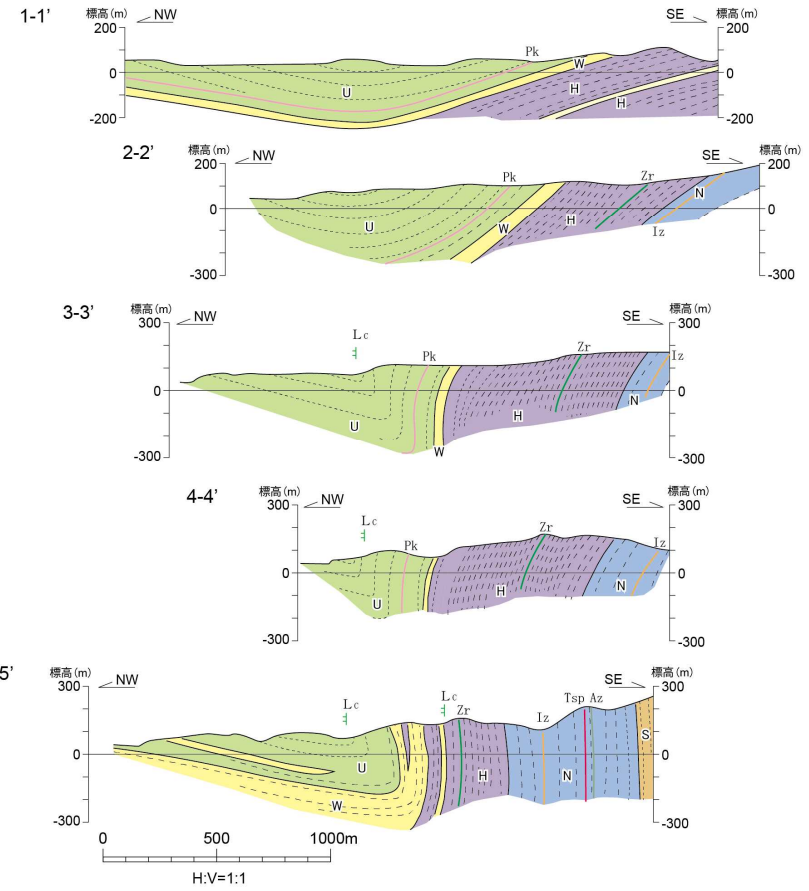 1-1’
標高(m) NW SE 標高(m)
200 200
Pk W
0 H 0
U H
-200 -200
2-2’
標高(m) NW SE 標高(m)
200 200
Pk Zr N
0 0
U W H Iz
-300 -300
3-3’
標高(m) NW SE 標高(m)
300 300
Lc
Pk Zr Iz
0 0
U H N
W
-300 -300
4-4’
標高(m) NW SE 標高(m)
300 300
Lc Pk Zr Iz
0 0
U H N
-300 -300
5’
標高(m) NW SE 標高(m)
300 300
Lc Lc Zr Iz Tsp Az
S
0 0
U H N
W
-300 -300
0 500 1000m
H:V=1:1